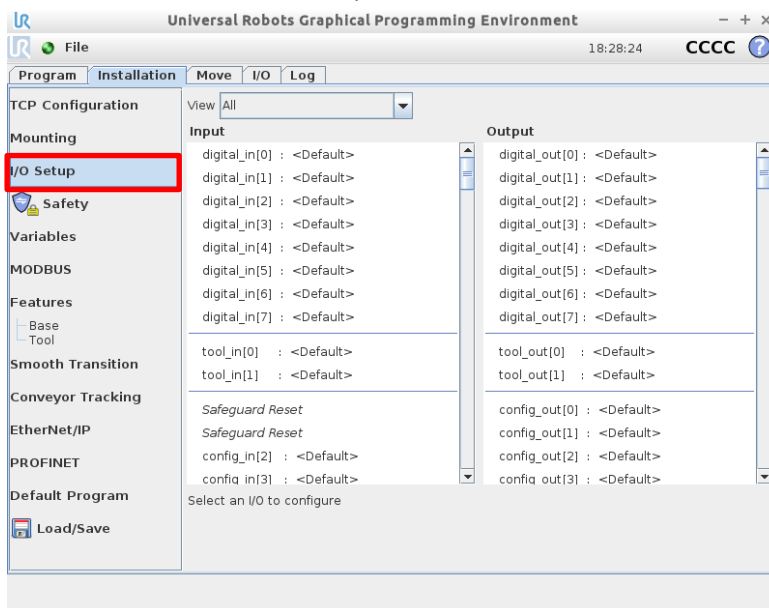 UR Universal Robots Graphical Programming Environment - + x
UR File 18:28:24 CCCC ?
Program Installation Move I/O Log
TCP Configuration
Mounting
I/O Setup
Safety
Variables
MODBUS
Features
Base
Tool
Smooth Transition
Conveyor Tracking
EtherNet/IP
PROFINET
Default Program
Load/Save
View All
Input
digital_in[0] : <Default>
digital_in[1] : <Default>
digital_in[2] : <Default>
digital_in[3] : <Default>
digital_in[4] : <Default>
digital_in[5] : <Default>
digital_in[6] : <Default>
digital_in[7] : <Default>
tool_in[0] : <Default>
tool_in[1] : <Default>
Safeguard Reset
Safeguard Reset
config_in[2] : <Default>
config_in[3] : <Default>
Output
digital_out[0] : <Default>
digital_out[1] : <Default>
digital_out[2] : <Default>
digital_out[3] : <Default>
digital_out[4] : <Default>
digital_out[5] : <Default>
digital_out[6] : <Default>
digital_out[7] : <Default>
tool_out[0] : <Default>
tool_out[1] : <Default>
config_out[0] : <Default>
config_out[1] : <Default>
config_out[2] : <Default>
config_out[3] : <Default>
Select an I/O to configure